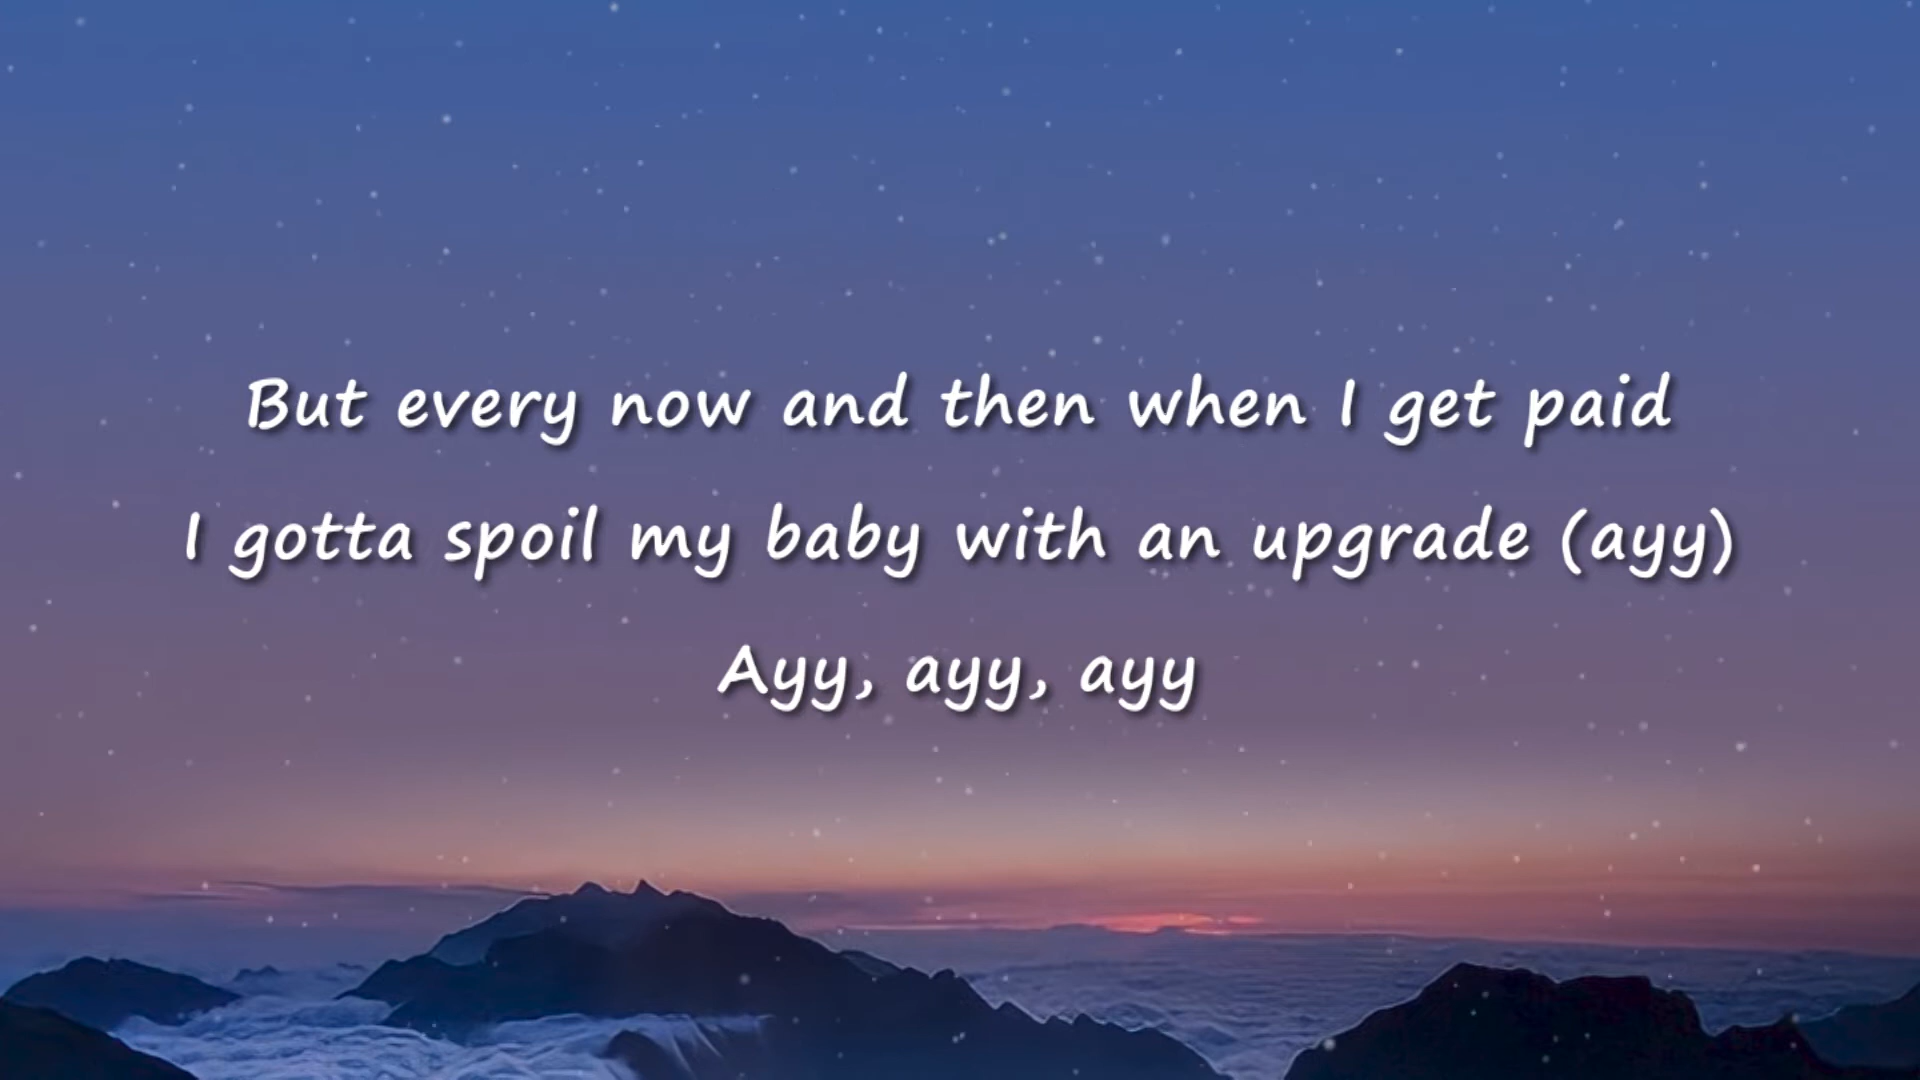 But every now and then when I get paid
I gotta spoil my baby with an upgrade (ayy)
Ayy, ayy, ayy